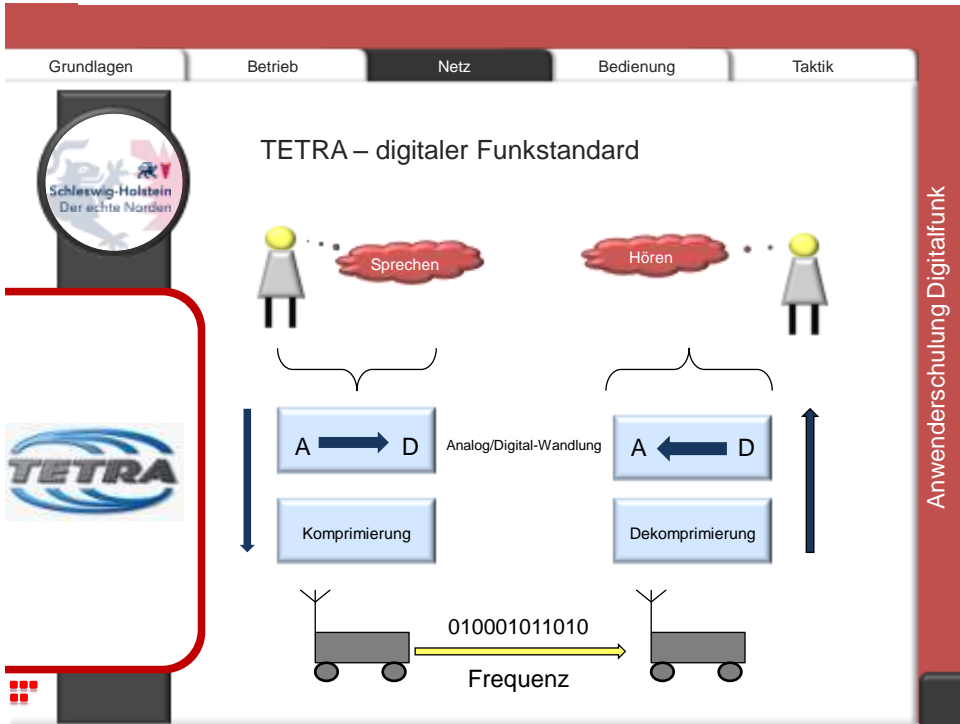 Grundlagen
Betrieb
Netz
Bedienung
Taktik
Schleswig-Holstein
Der echte Norden
TETRA – digitaler Funkstandard
Sprechen
Hören
A D
Analog/Digital-Wandlung
A D
Komprimierung
Dekomprimierung
TETRA
010001011010
Frequenz
Anwenderschulung Digitalfunk